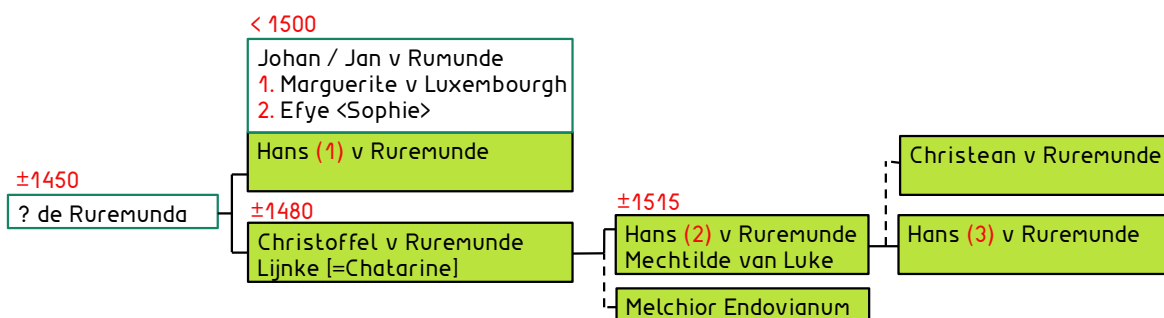 < 1500
Johan / Jan v Rumunde
1. Marguerite v Luxembourgh
2. Efye <Sophie>
Hans (1) v Ruremunde
±1450
? de Ruremunda
±1480
Christoffel v Ruremunde
Lijnke [=Chatarine]
±1515
Hans (2) v Ruremunde
Mechtilde van Luke
Melchior Endovianum
Christean v Ruremunde
Hans (3) v Ruremunde